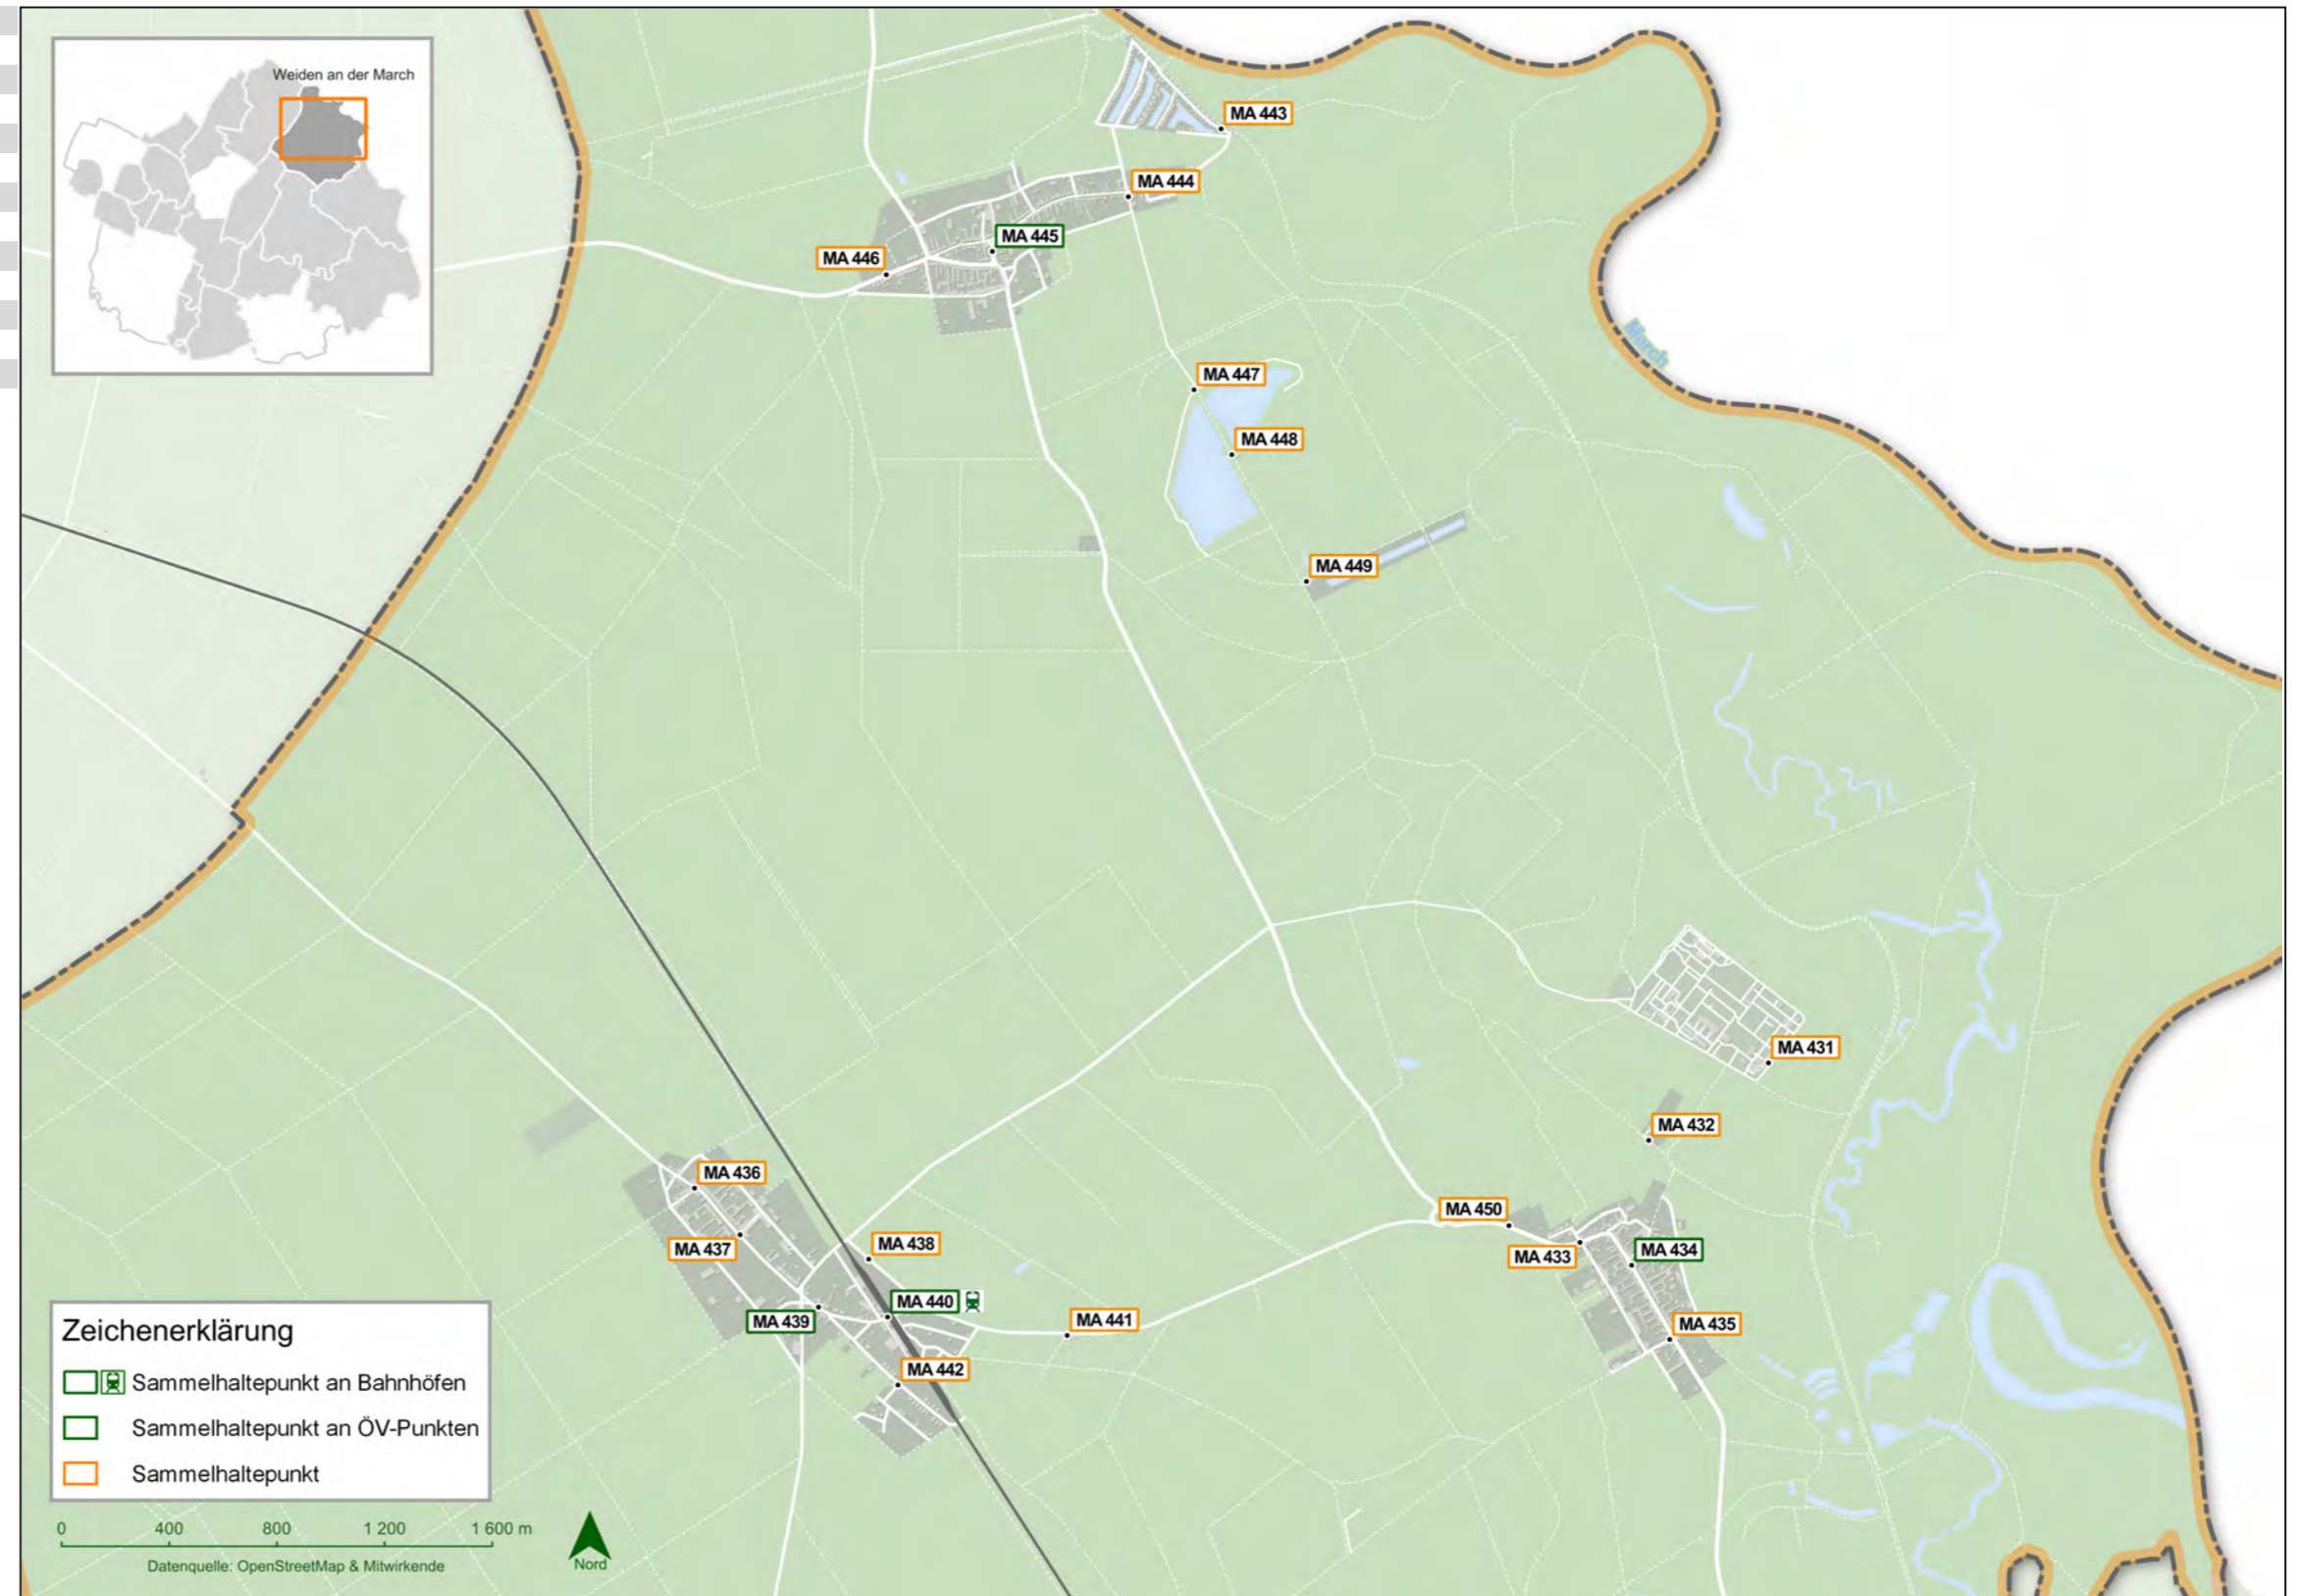 Weiden an der March
MA 443
MA 444
MA 445
MA 446
March
MA 447
MA 448
MA 449
MA 431
MA 432
MA 436
MA 450
MA 437
MA 438
MA 433
MA 434
MA 440
MA 439
MA 441
MA 435
MA 442
Zeichenerklärung
Sammelhaltepunkt an Bahnhöfen
Sammelhaltepunkt an ÖV-Punkten
Sammelhaltepunkt
0 400 800 1 200 1 600 m
Datenquelle: OpenStreetMap & Mitwirkende
Nord